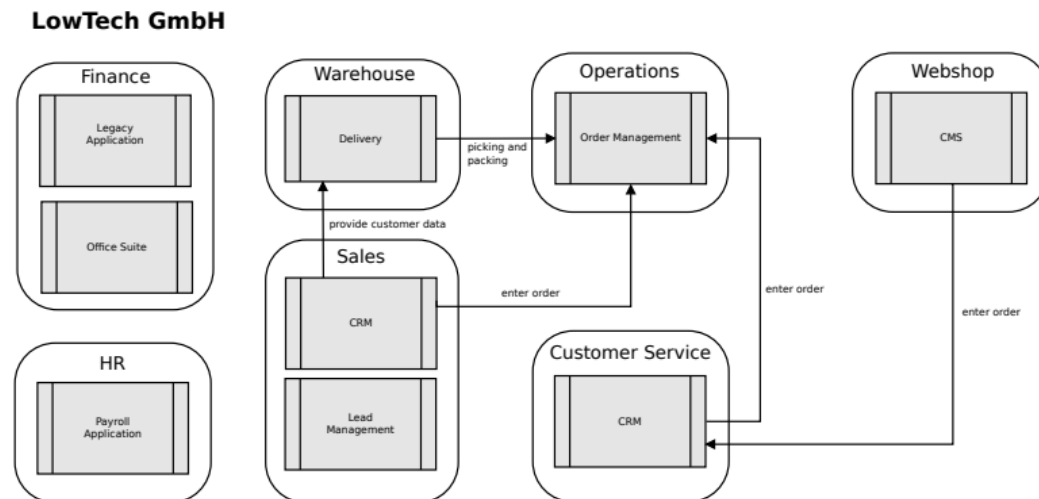 LowTech GmbH
Finance
Legacy
Application
Office Suite
HR
Payroll
Application
Warehouse
Delivery
picking and
packing
provide customer data
Sales
CRM
enter order
Lead
Management
Operations
Order Management
enter order
Customer Service
CRM
Webshop
CMS
enter order